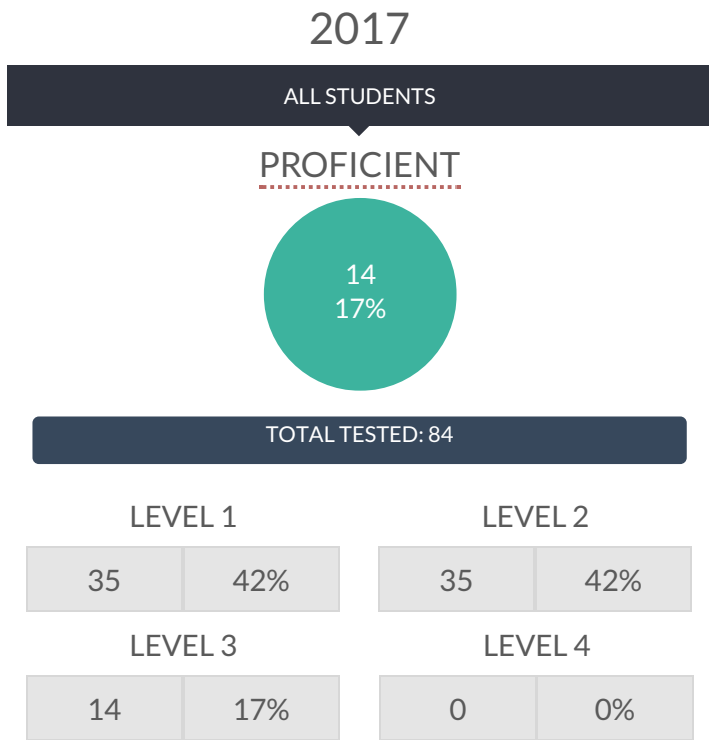 2017
ALL STUDENTS
PROFICIENT
14
17%
TOTAL TESTED: 84
LEVEL 1 LEVEL 2
35 42% 35 42%
LEVEL 3 LEVEL 4
14 17% 0 0%